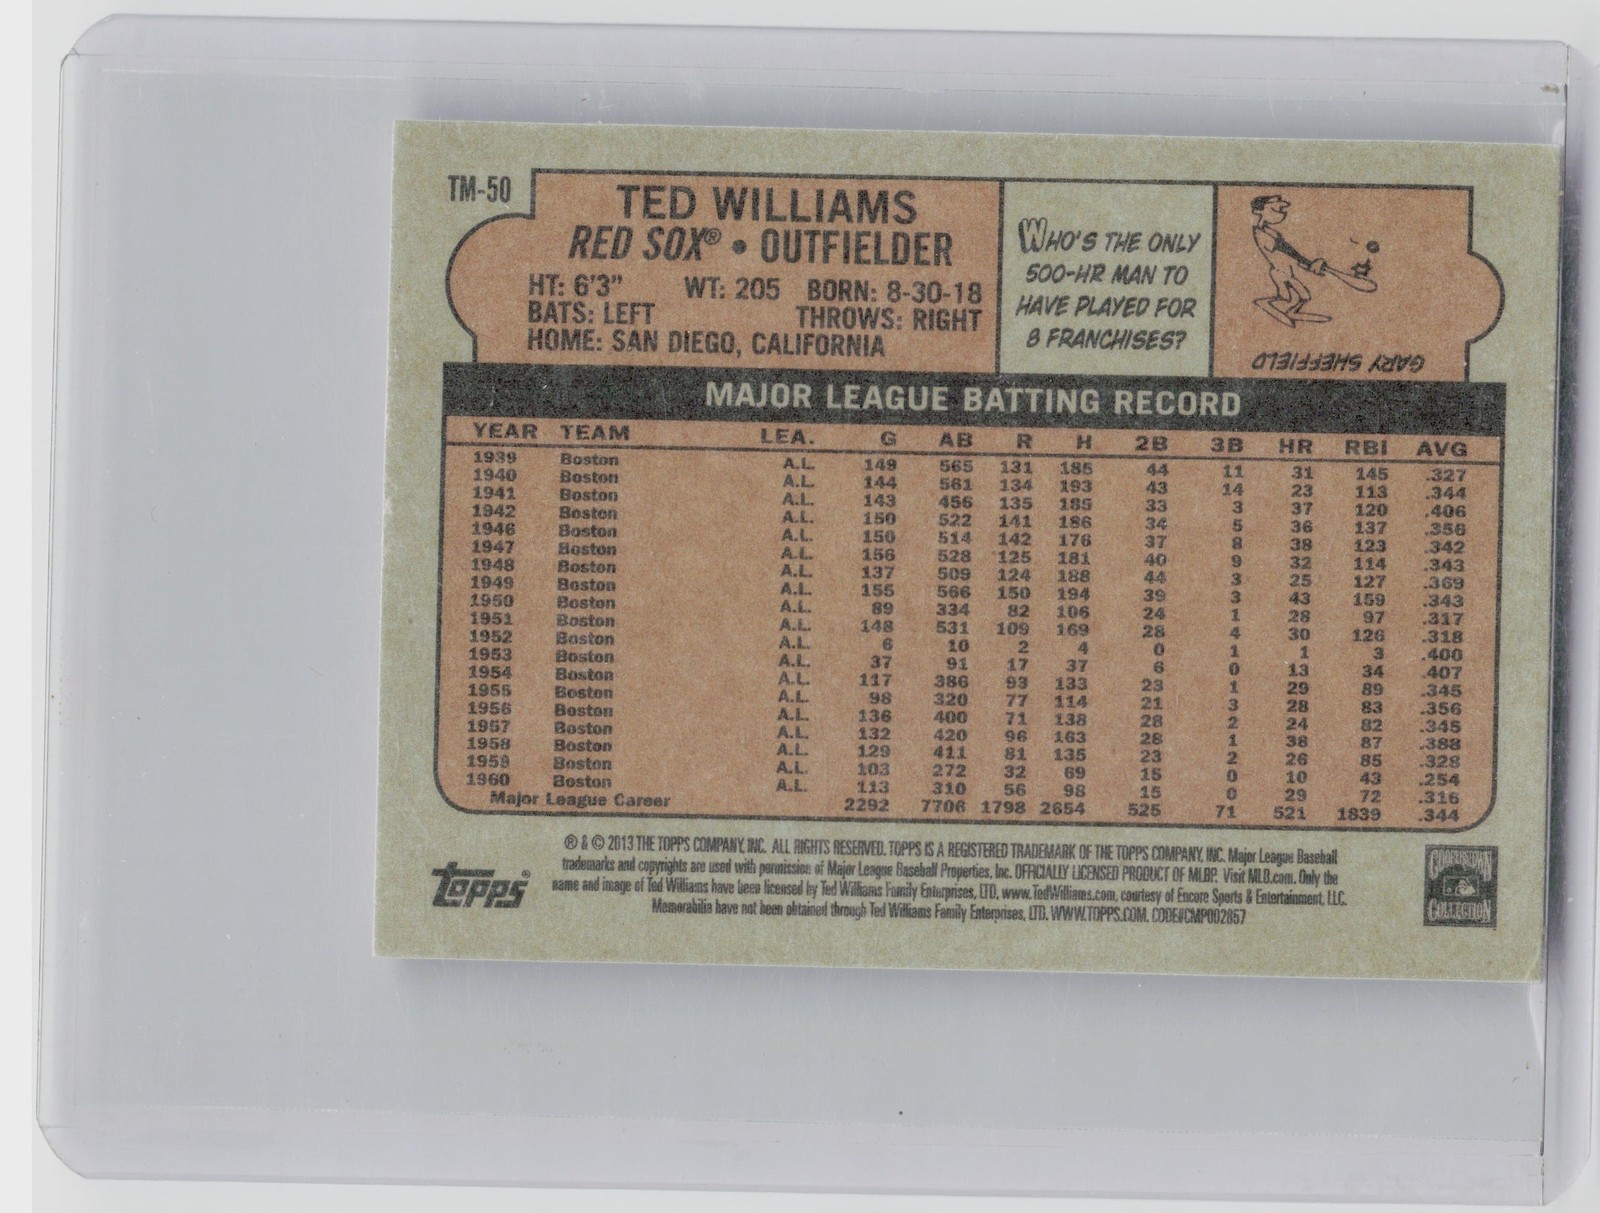 TM-50
TED WILLIAMS
RED SOX® • OUTFIELDER
HT: 6'3" WT: 205 BORN: 8-30-18
BATS: LEFT THROWS: RIGHT
HOME: SAN DIEGO, CALIFORNIA
WHO'S THE ONLY
500-HR MAN TO
HAVE PLAYED FOR
8 FRANCHISES?
GARY SHEFFIELD
MAJOR LEAGUE BATTING RECORD
YEAR TEAM LEA. G AB R H 2B 3B HR RBI AVG
1939 Boston A.L. 149 565 131 185 44 11 31 145 .327
1940 Boston A.L. 144 561 134 193 43 14 23 113 .344
1941 Boston A.L. 143 456 135 185 33 3 37 120 .406
1942 Boston A.L. 150 522 141 186 34 5 36 137 .356
1946 Boston A.L. 150 514 142 176 37 8 38 123 .342
1947 Boston A.L. 156 528 125 181 40 9 32 114 .343
1948 Boston A.L. 137 509 124 188 44 3 25 127 .369
1949 Boston A.L. 155 566 150 194 39 3 43 159 .343
1950 Boston A.L. 89 334 82 106 24 1 28 97 .317
1951 Boston A.L. 148 531 109 169 28 4 30 126 .318
1952 Boston A.L. 6 10 2 4 0 1 1 3 .400
1953 Boston A.L. 37 91 17 37 6 0 13 34 .407
1954 Boston A.L. 117 386 93 133 23 1 29 89 .345
1955 Boston A.L. 98 320 77 114 21 3 28 83 .356
1956 Boston A.L. 136 400 71 138 28 2 24 82 .345
1957 Boston A.L. 132 420 96 163 28 1 38 87 .388
1958 Boston A.L. 129 411 81 135 23 2 26 85 .328
1959 Boston A.L. 103 272 32 69 15 0 10 43 .254
1960 Boston A.L. 113 310 56 98 15 0 29 72 .316
Major League Career 2292 7706 1798 2654 525 71 521 1839 .344
® & © 2013 THE TOPPS COMPANY, INC. ALL RIGHTS RESERVED. TOPPS IS A REGISTERED TRADEMARK OF THE TOPPS COMPANY, INC. Major League Baseball
trademarks and copyrights are used with permission of Major League Baseball Properties, Inc. OFFICIALLY LICENSED PRODUCT OF MLBP. Visit MLB.com. Only the
name and image of Ted Williams have been licensed by Ted Williams Family Enterprises, LTD. www.TedWilliams.com, courtesy of Encore Sports & Entertainment, LLC.
Memorabilia have not been obtained through Ted Williams Family Enterprises, LTD. WWW.TOPPS.COM. CODE#CMP002857
topps®
COOPERSTOWN
COLLECTION